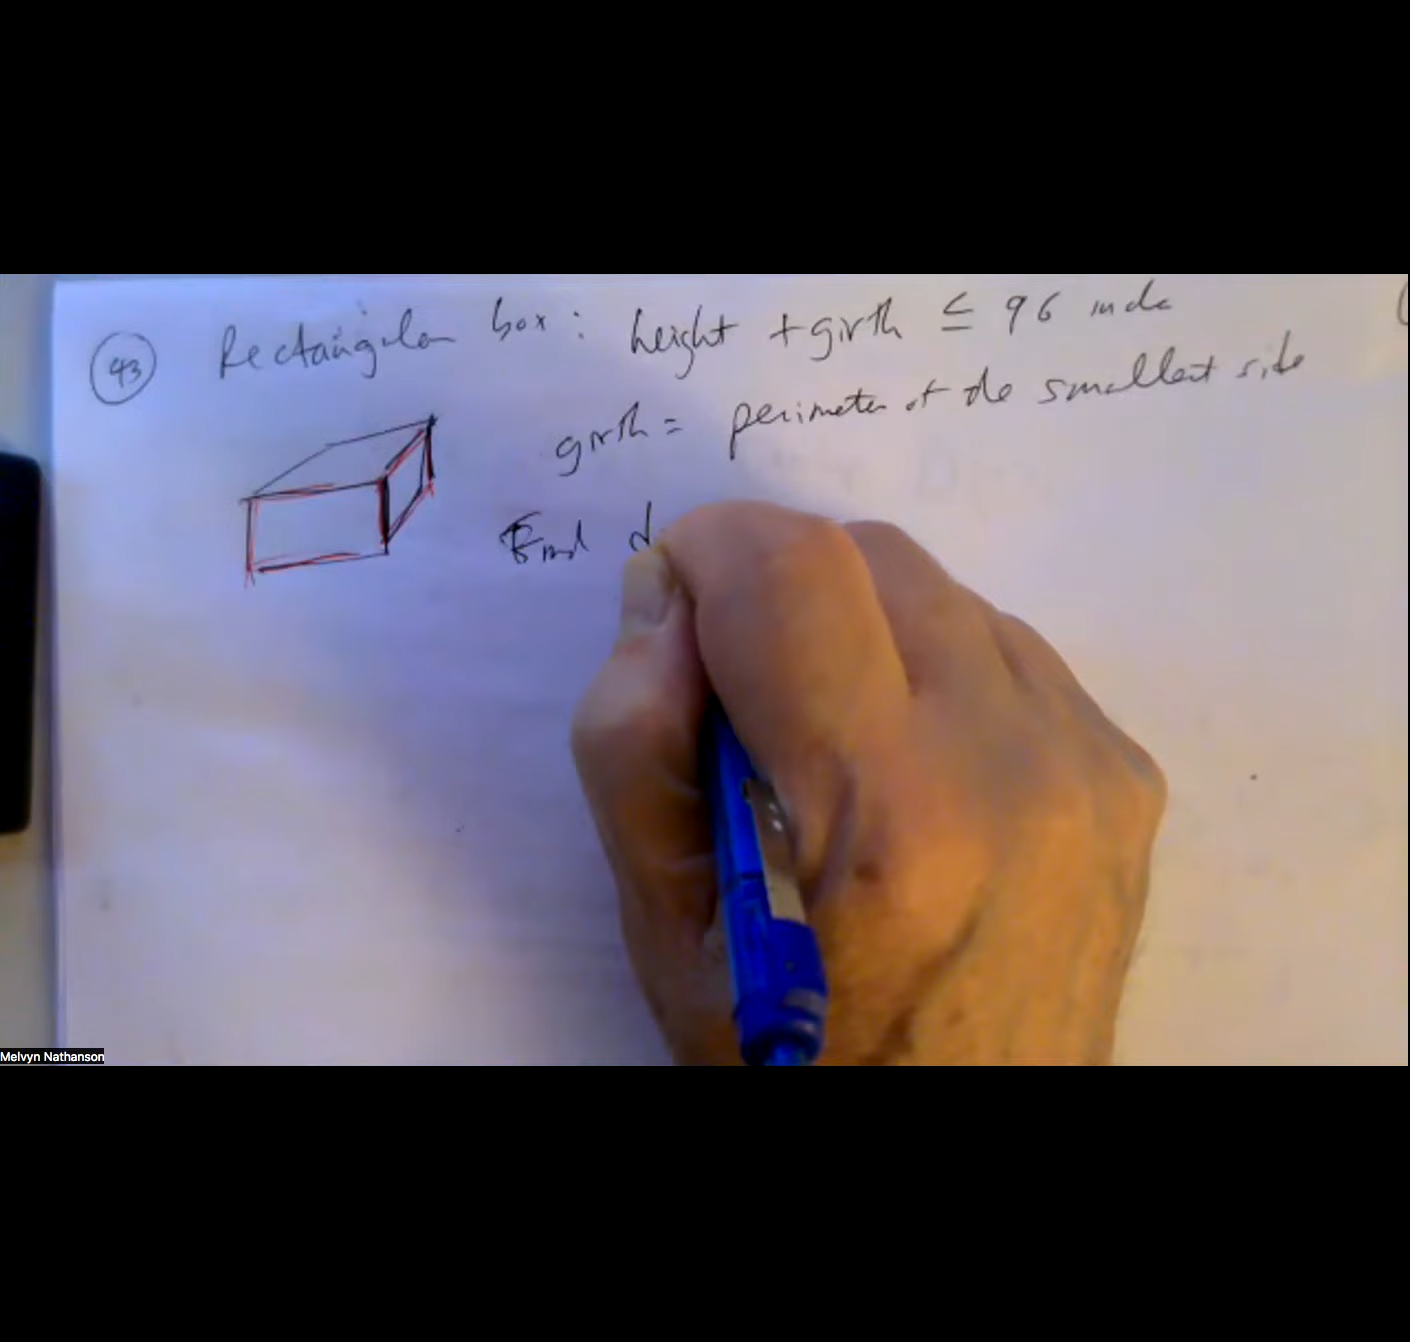 43 Rectangular box: height + girth ≤ 96 inches
girth = perimeter of the smallest side
Find
Melvyn Nathanson